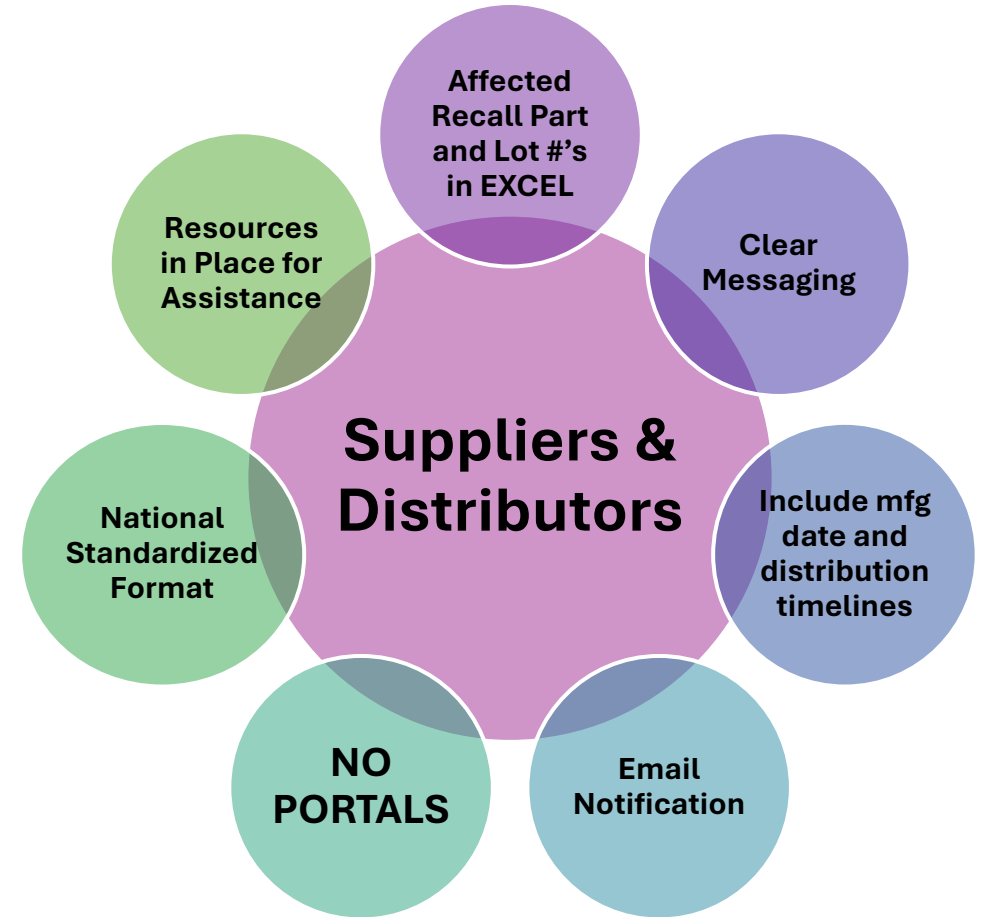 Affected
Recall Part
and Lot #’s
in EXCEL
Clear
Messaging
Include mfg
date and
distribution
timelines
Email
Notification
NO
PORTALS
National
Standardized
Format
Resources
in Place for
Assistance
Suppliers &
Distributors